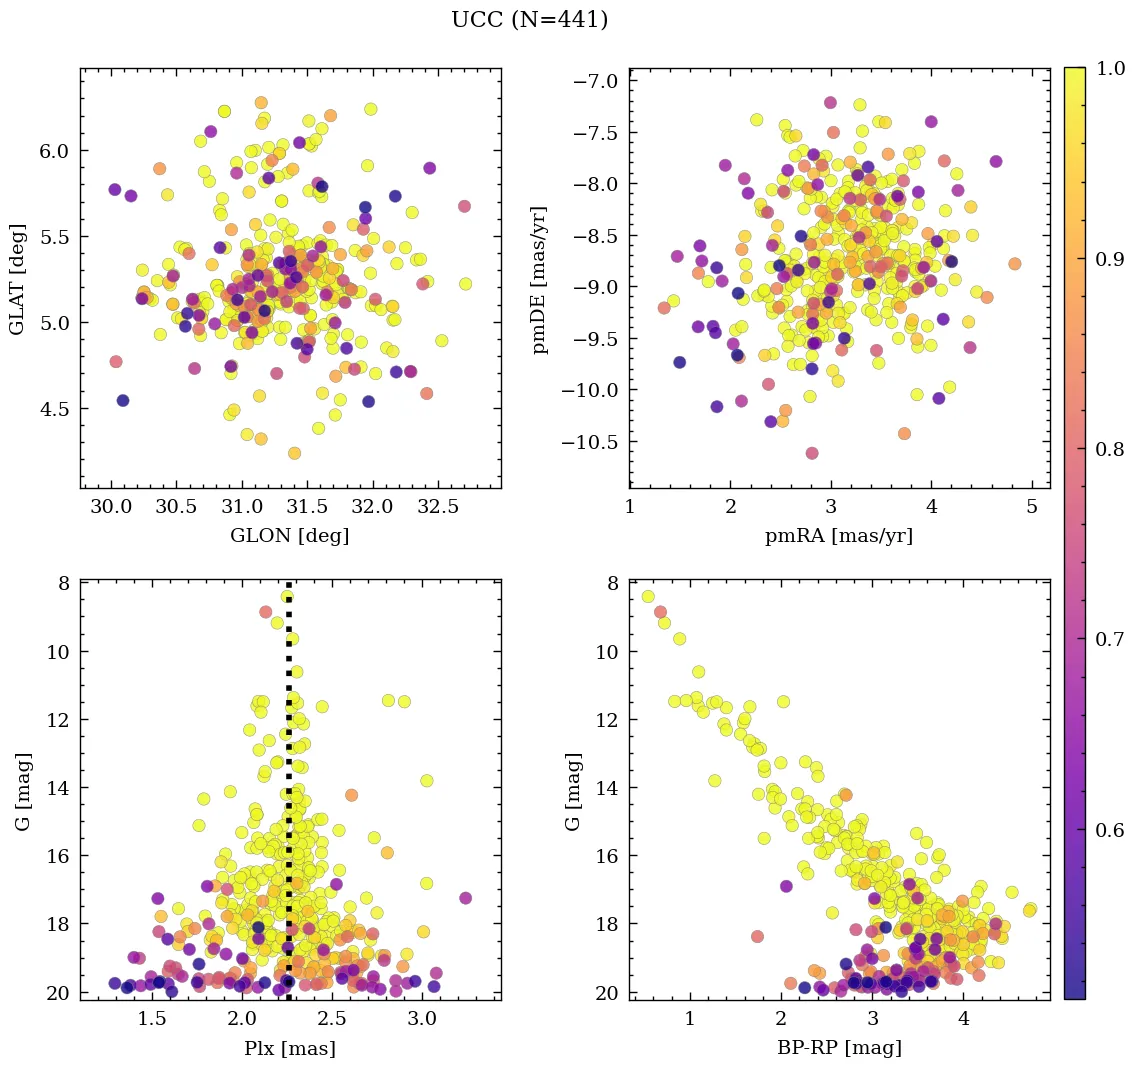 UCC (N=441)
6.0
5.5
5.0
4.5
GLAT [deg]
30.0 30.5 31.0 31.5 32.0 32.5
GLON [deg]
−7.0
−7.5
−8.0
−8.5
−9.0
−9.5
−10.0
−10.5
pmDE [mas/yr]
1 2 3 4 5
pmRA [mas/yr]
8
10
12
14
16
18
20
G [mag]
1.5 2.0 2.5 3.0
Plx [mas]
8
10
12
14
16
18
20
G [mag]
1 2 3 4
BP-RP [mag]
1.0
0.9
0.8
0.7
0.6